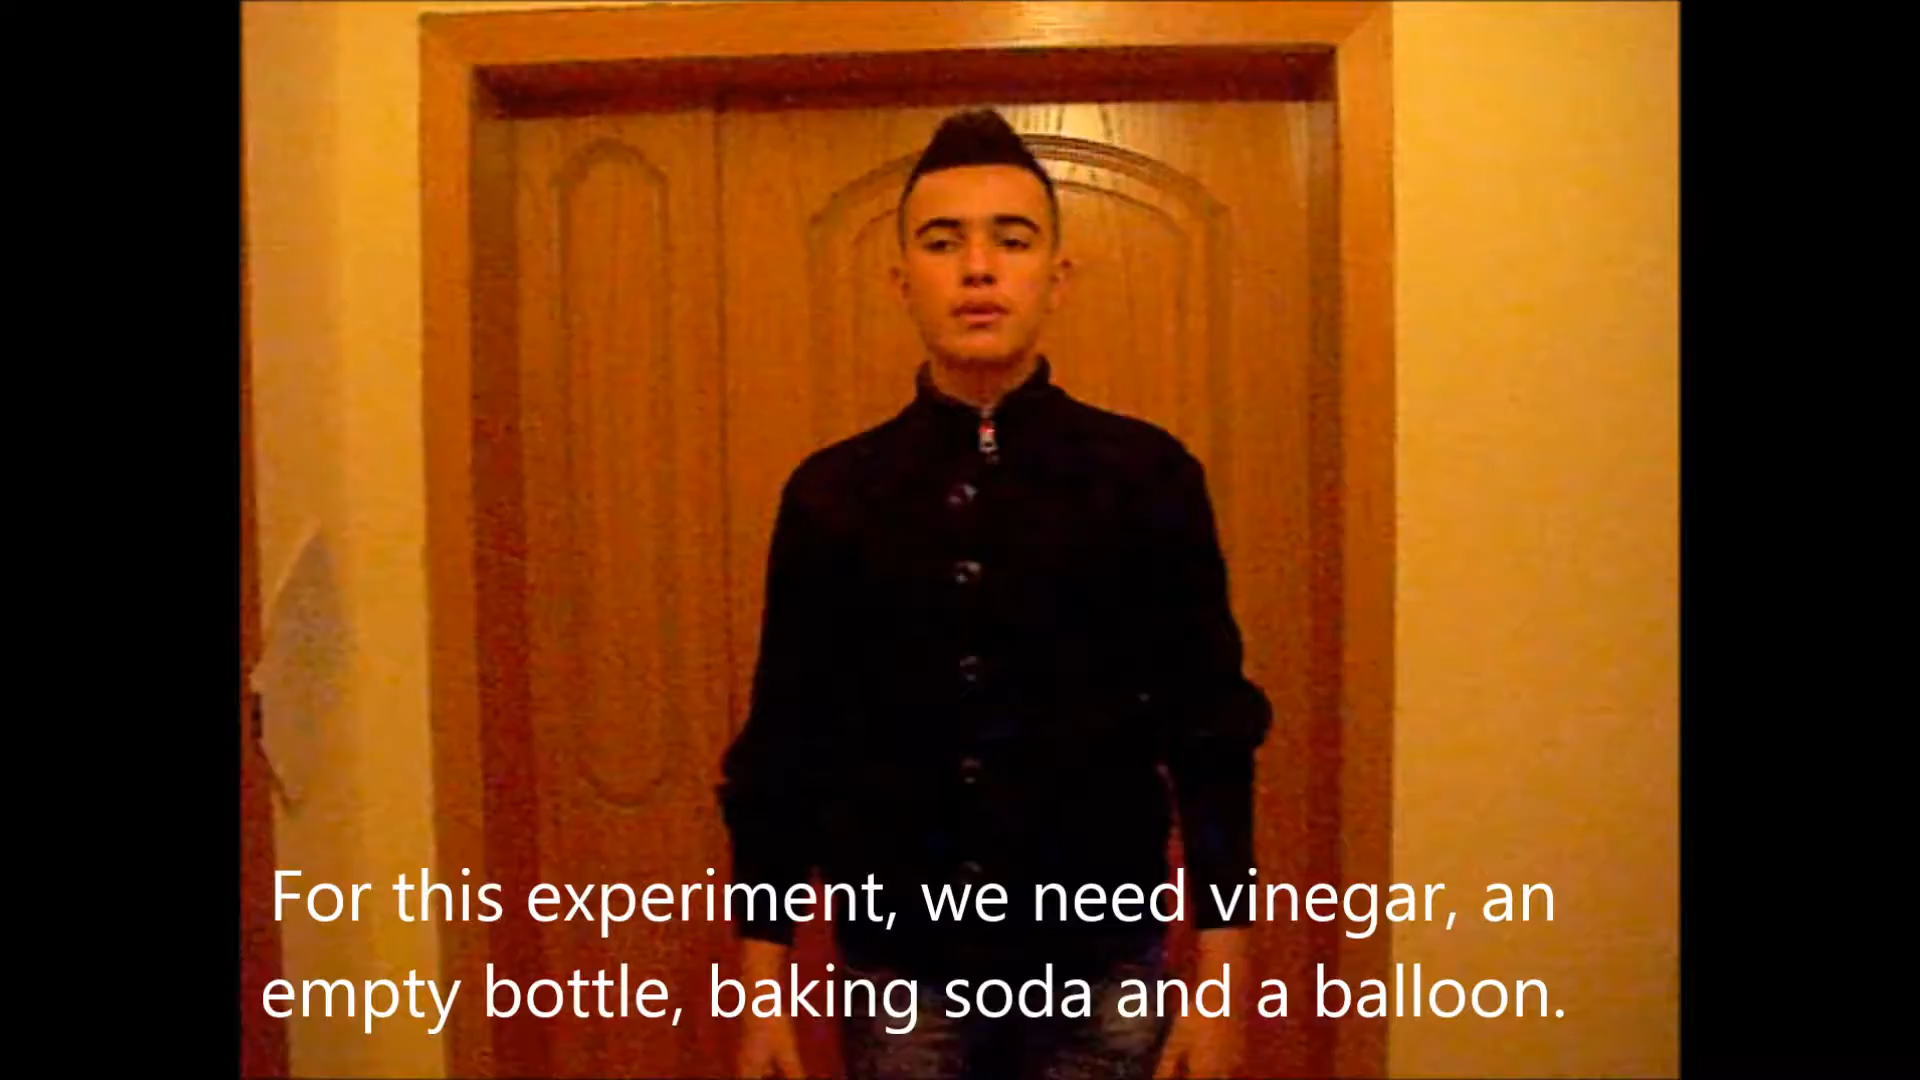 For this experiment, we need vinegar, an
empty bottle, baking soda and a balloon.